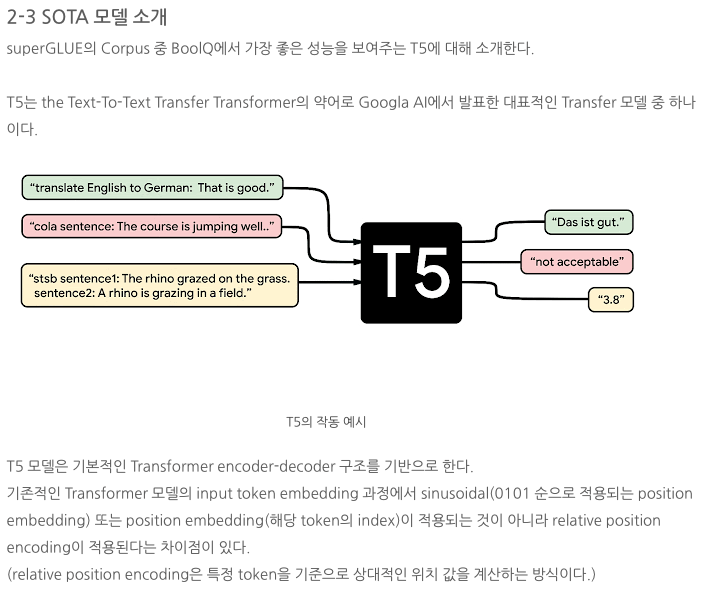 2-3 SOTA 모델 소개
superGLUE의 Corpus 중 BoolQ에서 가장 좋은 성능을 보여주는 T5에 대해 소개한다.
T5는 the Text-To-Text Transfer Transformer의 약어로 Googla AI에서 발표한 대표적인 Transfer 모델 중 하나
이다.
“translate English to German: That is good.”
“cola sentence: The course is jumping well..”
“stsb sentence1: The rhino grazed on the grass.
sentence2: A rhino is grazing in a field.”
T5
“Das ist gut.”
“not acceptable”
“3.8”
T5의 작동 예시
T5 모델은 기본적인 Transformer encoder-decoder 구조를 기반으로 한다.
기존적인 Transformer 모델의 input token embedding 과정에서 sinusoidal(0101 순으로 적용되는 position
embedding) 또는 position embedding(해당 token의 index)이 적용되는 것이 아니라 relative position
encoding이 적용된다는 차이점이 있다.
(relative position encoding은 특정 token을 기준으로 상대적인 위치 값을 계산하는 방식이다.)